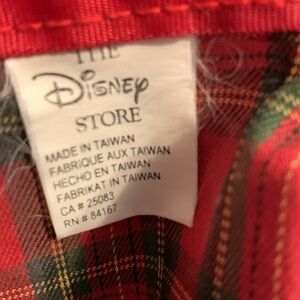 THE
Disney
STORE
MADE IN TAIWAN
FABRIQUE AUX TAIWAN
HECHO EN TAIWAN
FABRIKAT IN TAIWAN
CA # 25083
RN # 84167